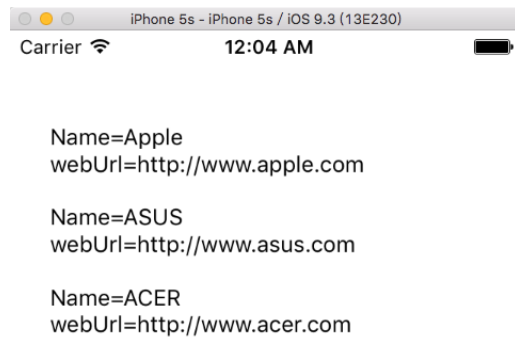 iPhone 5s - iPhone 5s / iOS 9.3 (13E230)
Carrier 12:04 AM
Name=Apple
webUrl=http://www.apple.com
Name=ASUS
webUrl=http://www.asus.com
Name=ACER
webUrl=http://www.acer.com